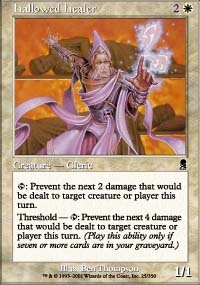 Hallowed Healer 2
Creature — Cleric
: Prevent the next 2 damage that would
be dealt to target creature or player
this turn.
Threshold — : Prevent the next 4 damage
that would be dealt to target creature or
player this turn. (Play this ability only if
seven or more cards are in your graveyard.)
Illus. Ben Thompson
™ & © 1993-2001 Wizards of the Coast, Inc. 25/350
1/1